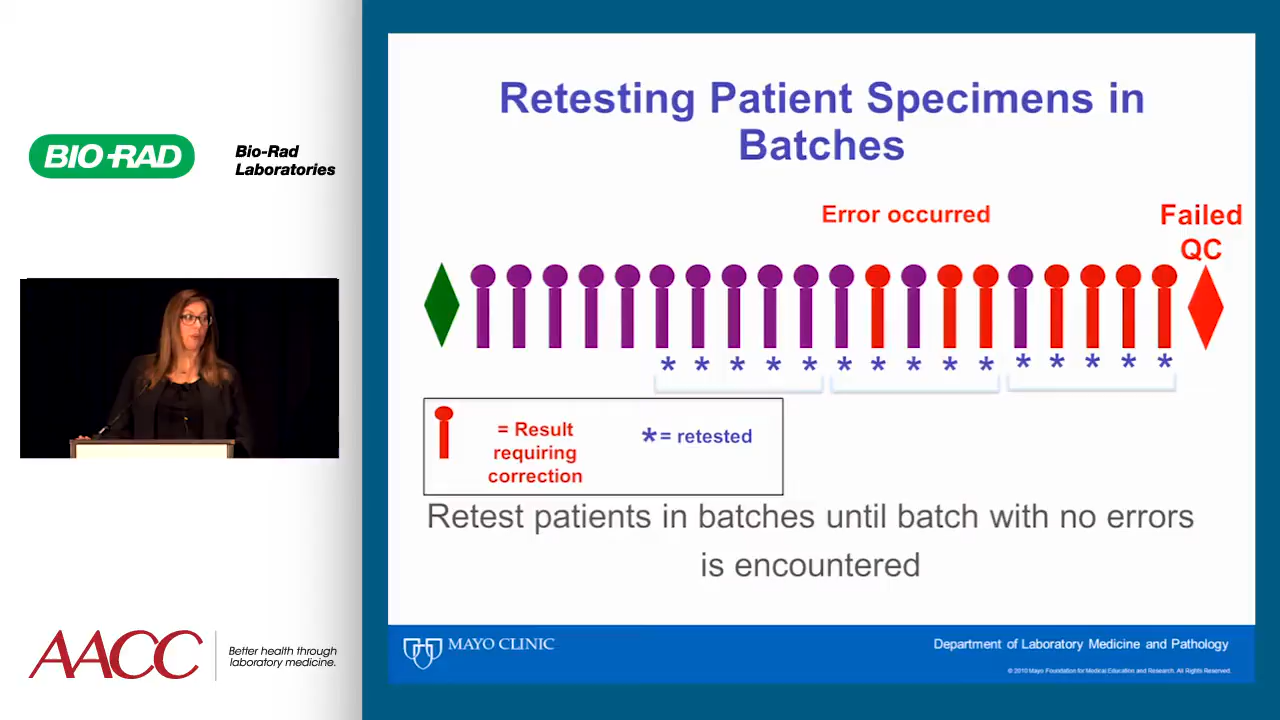 BIO-RAD
Bio-Rad
Laboratories
Retesting Patient Specimens in
Batches
Error occurred
Failed
QC
* * * * * * * * * * * * * * *
= Result
requiring
correction
*= retested
Retest patients in batches until batch with no errors
is encountered
AACC
Better health through
laboratory medicine.
MAYO CLINIC
Department of Laboratory Medicine and Pathology
© 2010 Mayo Foundation for Medical Education and Research. All Rights Reserved.